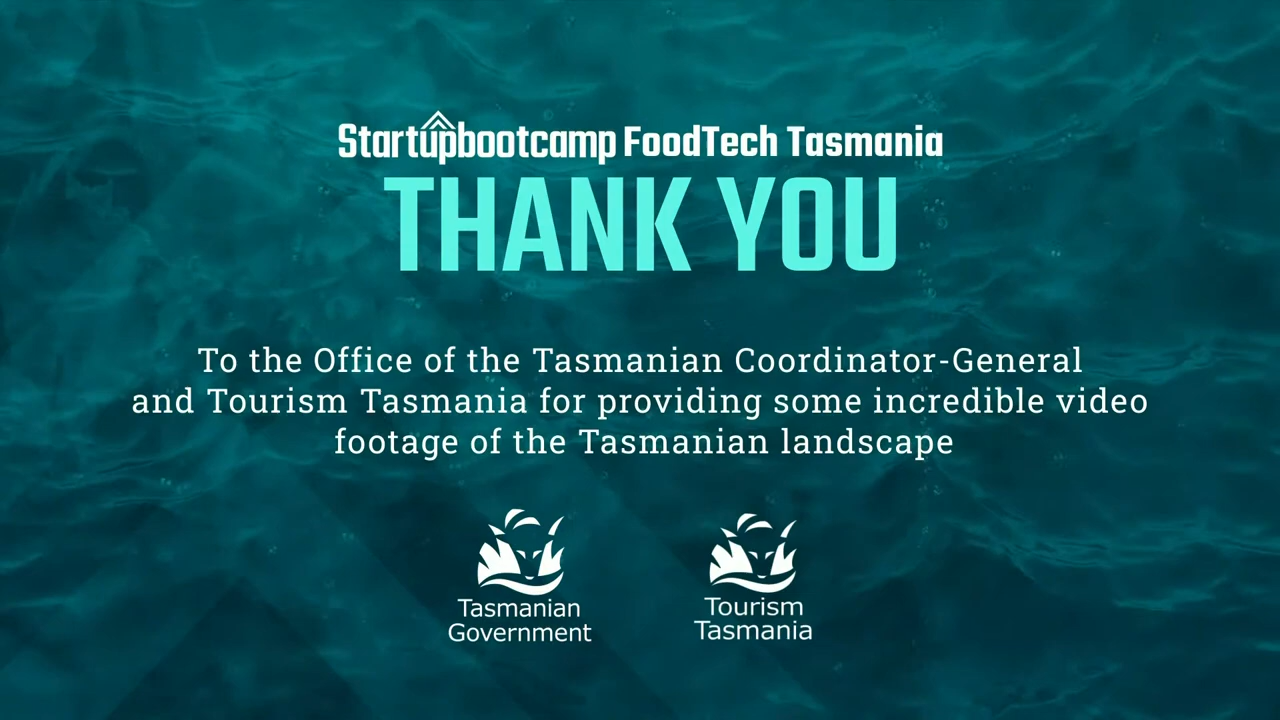 Startupbootcamp FoodTech Tasmania
THANK YOU
To the Office of the Tasmanian Coordinator-General
and Tourism Tasmania for providing some incredible video
footage of the Tasmanian landscape
Tasmanian
Government
Tourism
Tasmania